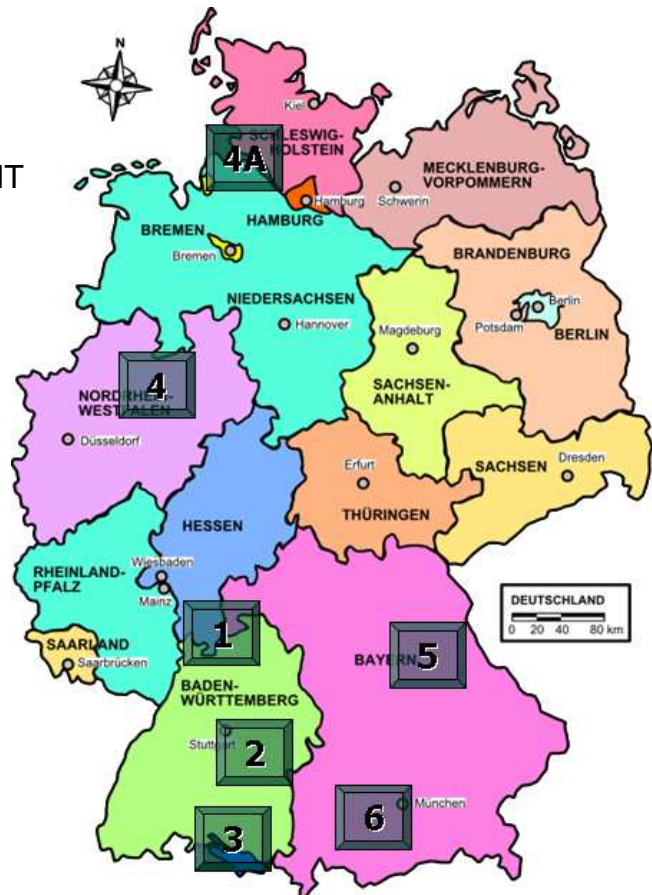 N
Kiel
SCHLESWIG-
HOLSTEIN
4A
IT
MECKLENBURG-
VORPOMMERN
Hamburg
Schwerin
HAMBURG
BREMEN
Bremen
BRANDENBURG
NIEDERSACHSEN
Hannover
Berlin
Potsdam
BERLIN
Magdeburg
4
NORDRHEIN-
WESTFALEN
SACHSEN-
ANHALT
Düsseldorf
Erfurt
SACHSEN
Dresden
THÜRINGEN
HESSEN
RHEINLAND-
PFALZ
Wiesbaden
Mainz
DEUTSCHLAND
0 20 40 80 km
1
SAARLAND
Saarbrücken
BAYERN
5
BADEN-
WÜRTTEMBERG
Stuttgart
2
München
6
3